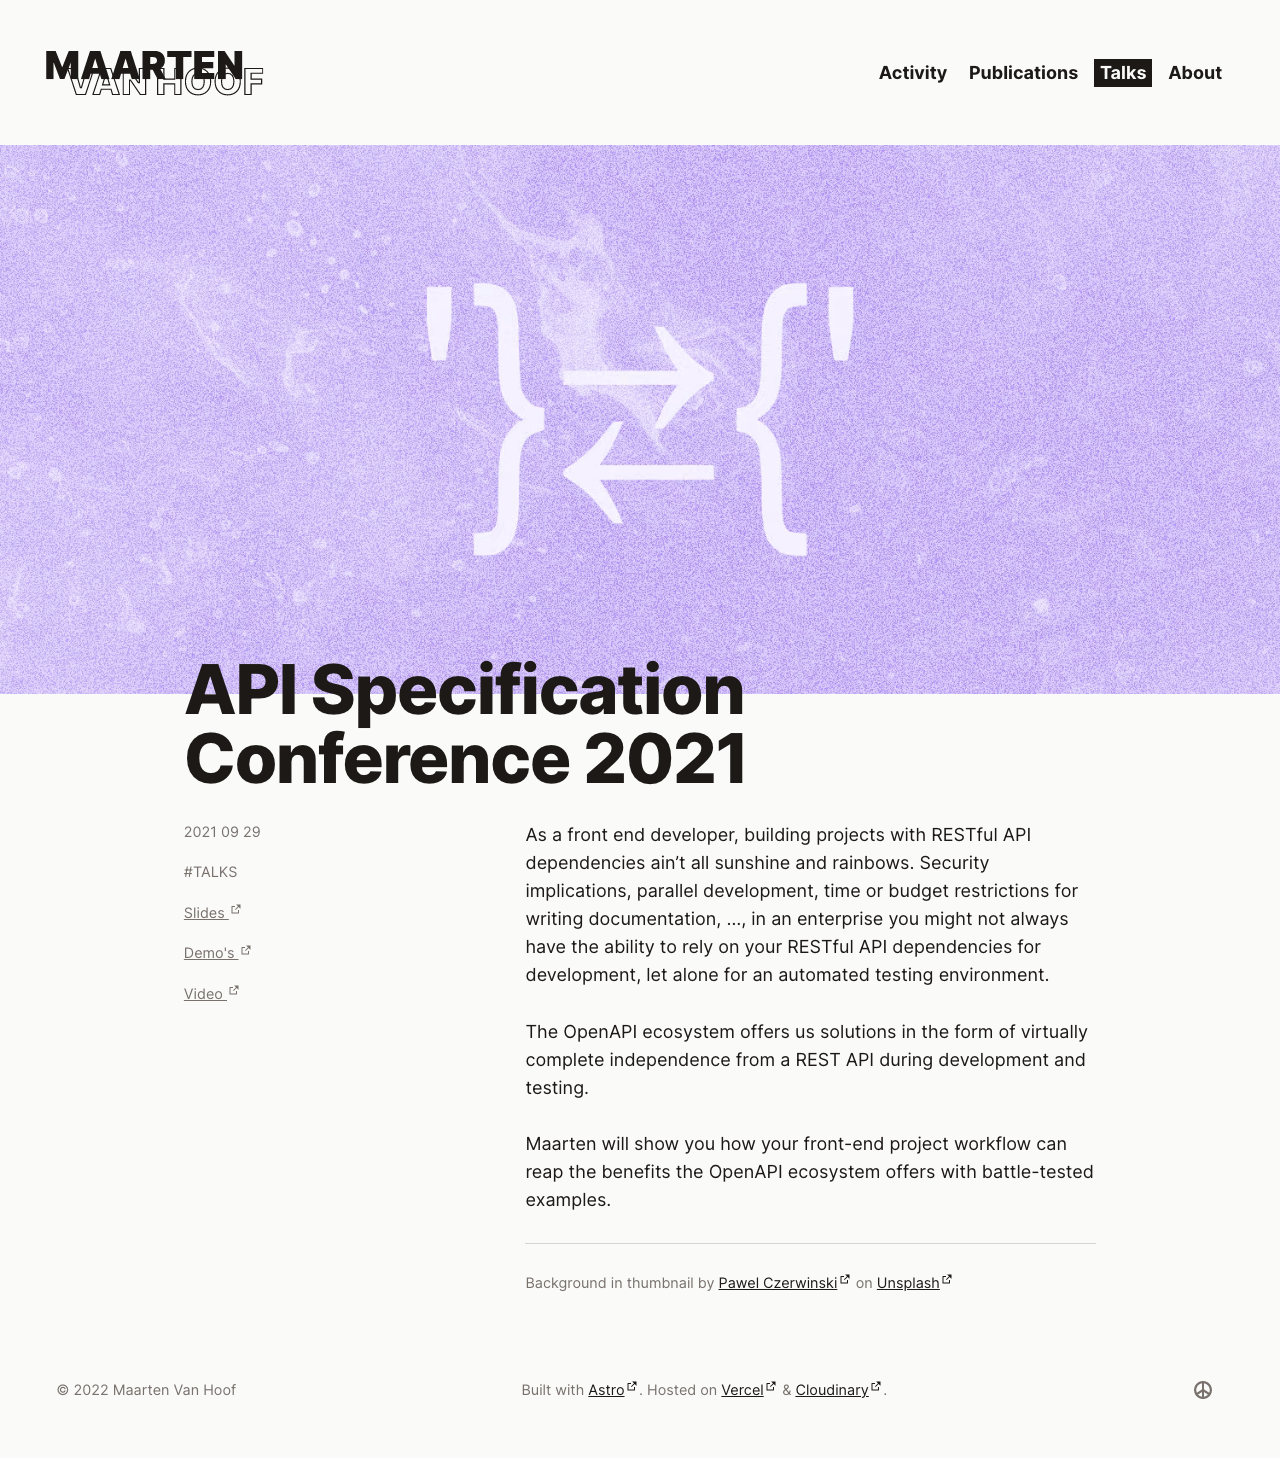 MAARTEN
VAN HOOF
Activity Publications Talks About
'}⇄{'
API Specification
Conference 2021
2021 09 29
#TALKS
Slides
Demo's
Video
As a front end developer, building projects with RESTful API
dependencies ain’t all sunshine and rainbows. Security
implications, parallel development, time or budget restrictions for
writing documentation, …, in an enterprise you might not always
have the ability to rely on your RESTful API dependencies for
development, let alone for an automated testing environment.
The OpenAPI ecosystem offers us solutions in the form of virtually
complete independence from a REST API during development and
testing.
Maarten will show you how your front-end project workflow can
reap the benefits the OpenAPI ecosystem offers with battle-tested
examples.
Background in thumbnail by Pawel Czerwinski on Unsplash
© 2022 Maarten Van Hoof
Built with Astro. Hosted on Vercel & Cloudinary.